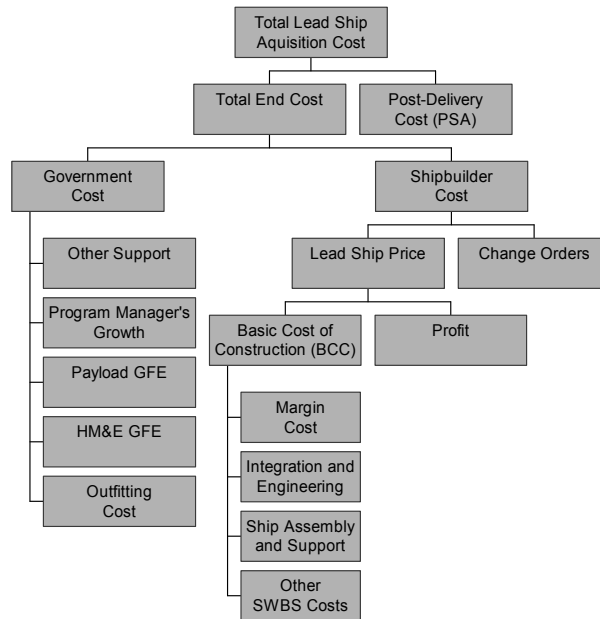 Total Lead Ship
Aquisition Cost
Total End Cost
Post-Delivery
Cost (PSA)
Government
Cost
Shipbuilder
Cost
Other Support
Program Manager's
Growth
Payload GFE
HM&E GFE
Outfitting
Cost
Lead Ship Price
Change Orders
Basic Cost of
Construction (BCC)
Profit
Margin
Cost
Integration and
Engineering
Ship Assembly
and Support
Other
SWBS Costs